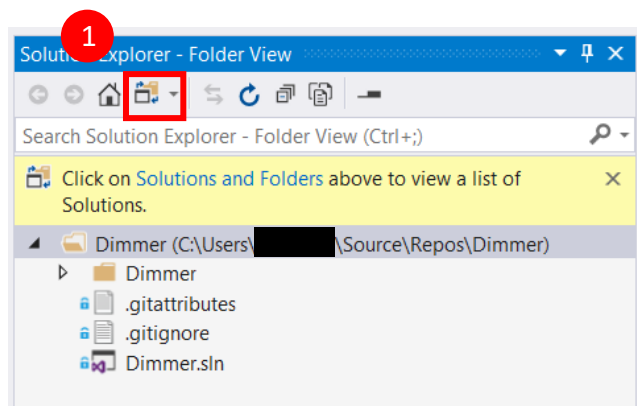 1
Solution Explorer - Folder View
Search Solution Explorer - Folder View (Ctrl+;)
Click on Solutions and Folders above to view a list of
Solutions.
Dimmer (C:\Users\ \Source\Repos\Dimmer)
Dimmer
.gitattributes
.gitignore
Dimmer.sln